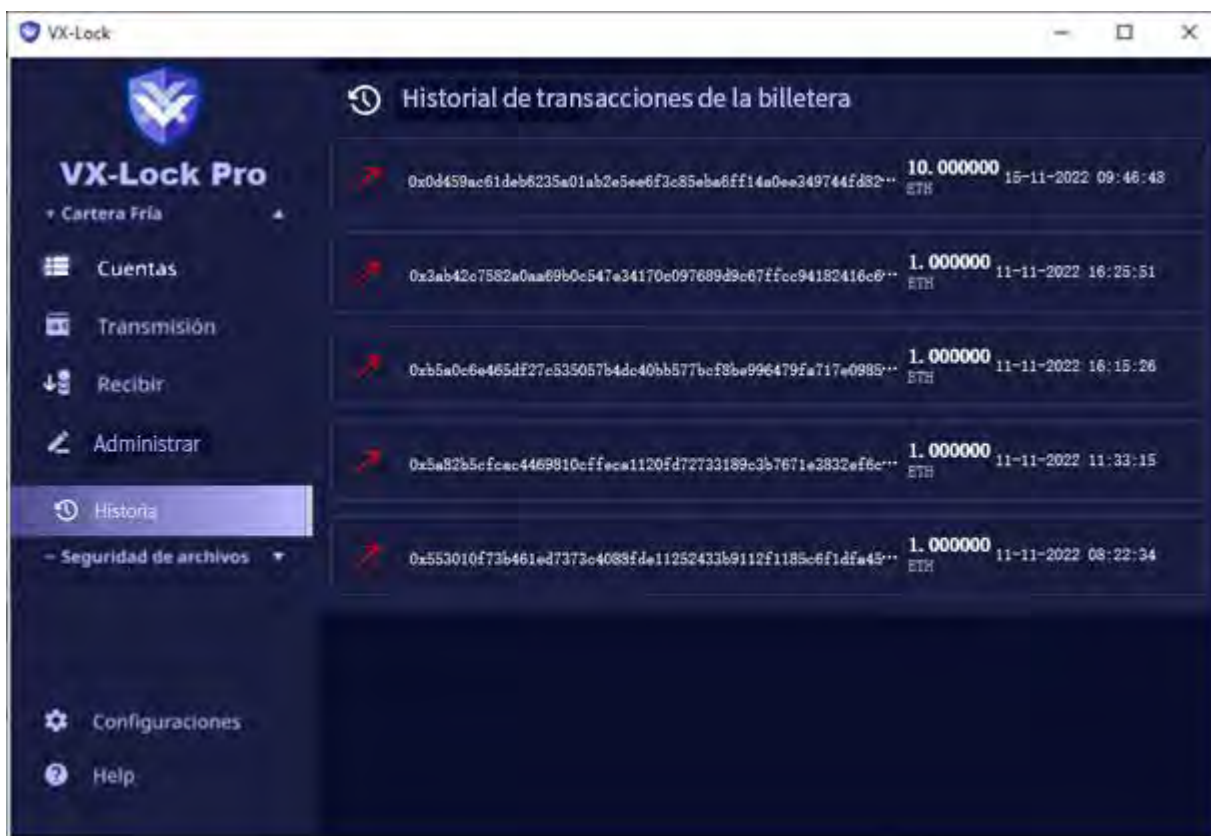 VX-Lock
Historial de transacciones de la billetera
VX-Lock Pro
Cartera Fría
Cuentas
Transmisión
Recibir
Administrar
Historia
Seguridad de archivos
Configuraciones
Help
10.000000 15-11-2022 09:46:48
ETH
1.000000 11-11-2022 16:25:51
ETH
1.000000 11-11-2022 16:15:26
ETH
1.000000 11-11-2022 11:33:15
ETH
1.000000 11-11-2022 08:22:34
ETH